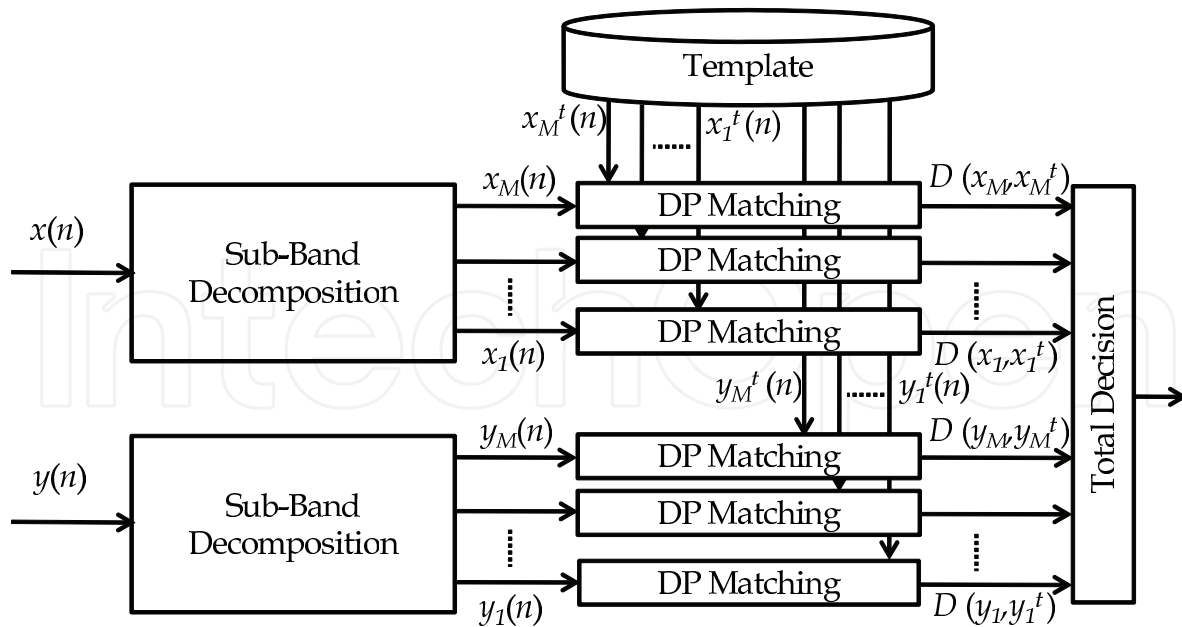 Template
x_M^t(n)
x_1^t(n)
x_M(n)
DP Matching
D (x_M,x_M^t)
x(n)
Sub-Band
Decomposition
DP Matching
x_1(n)
DP Matching
D (x_1,x_1^t)
y_M^t(n)
y_1^t(n)
y_M(n)
DP Matching
D (y_M,y_M^t)
y(n)
Sub-Band
Decomposition
DP Matching
y_1(n)
DP Matching
D (y_1,y_1^t)
Total Decision
IntechOpen